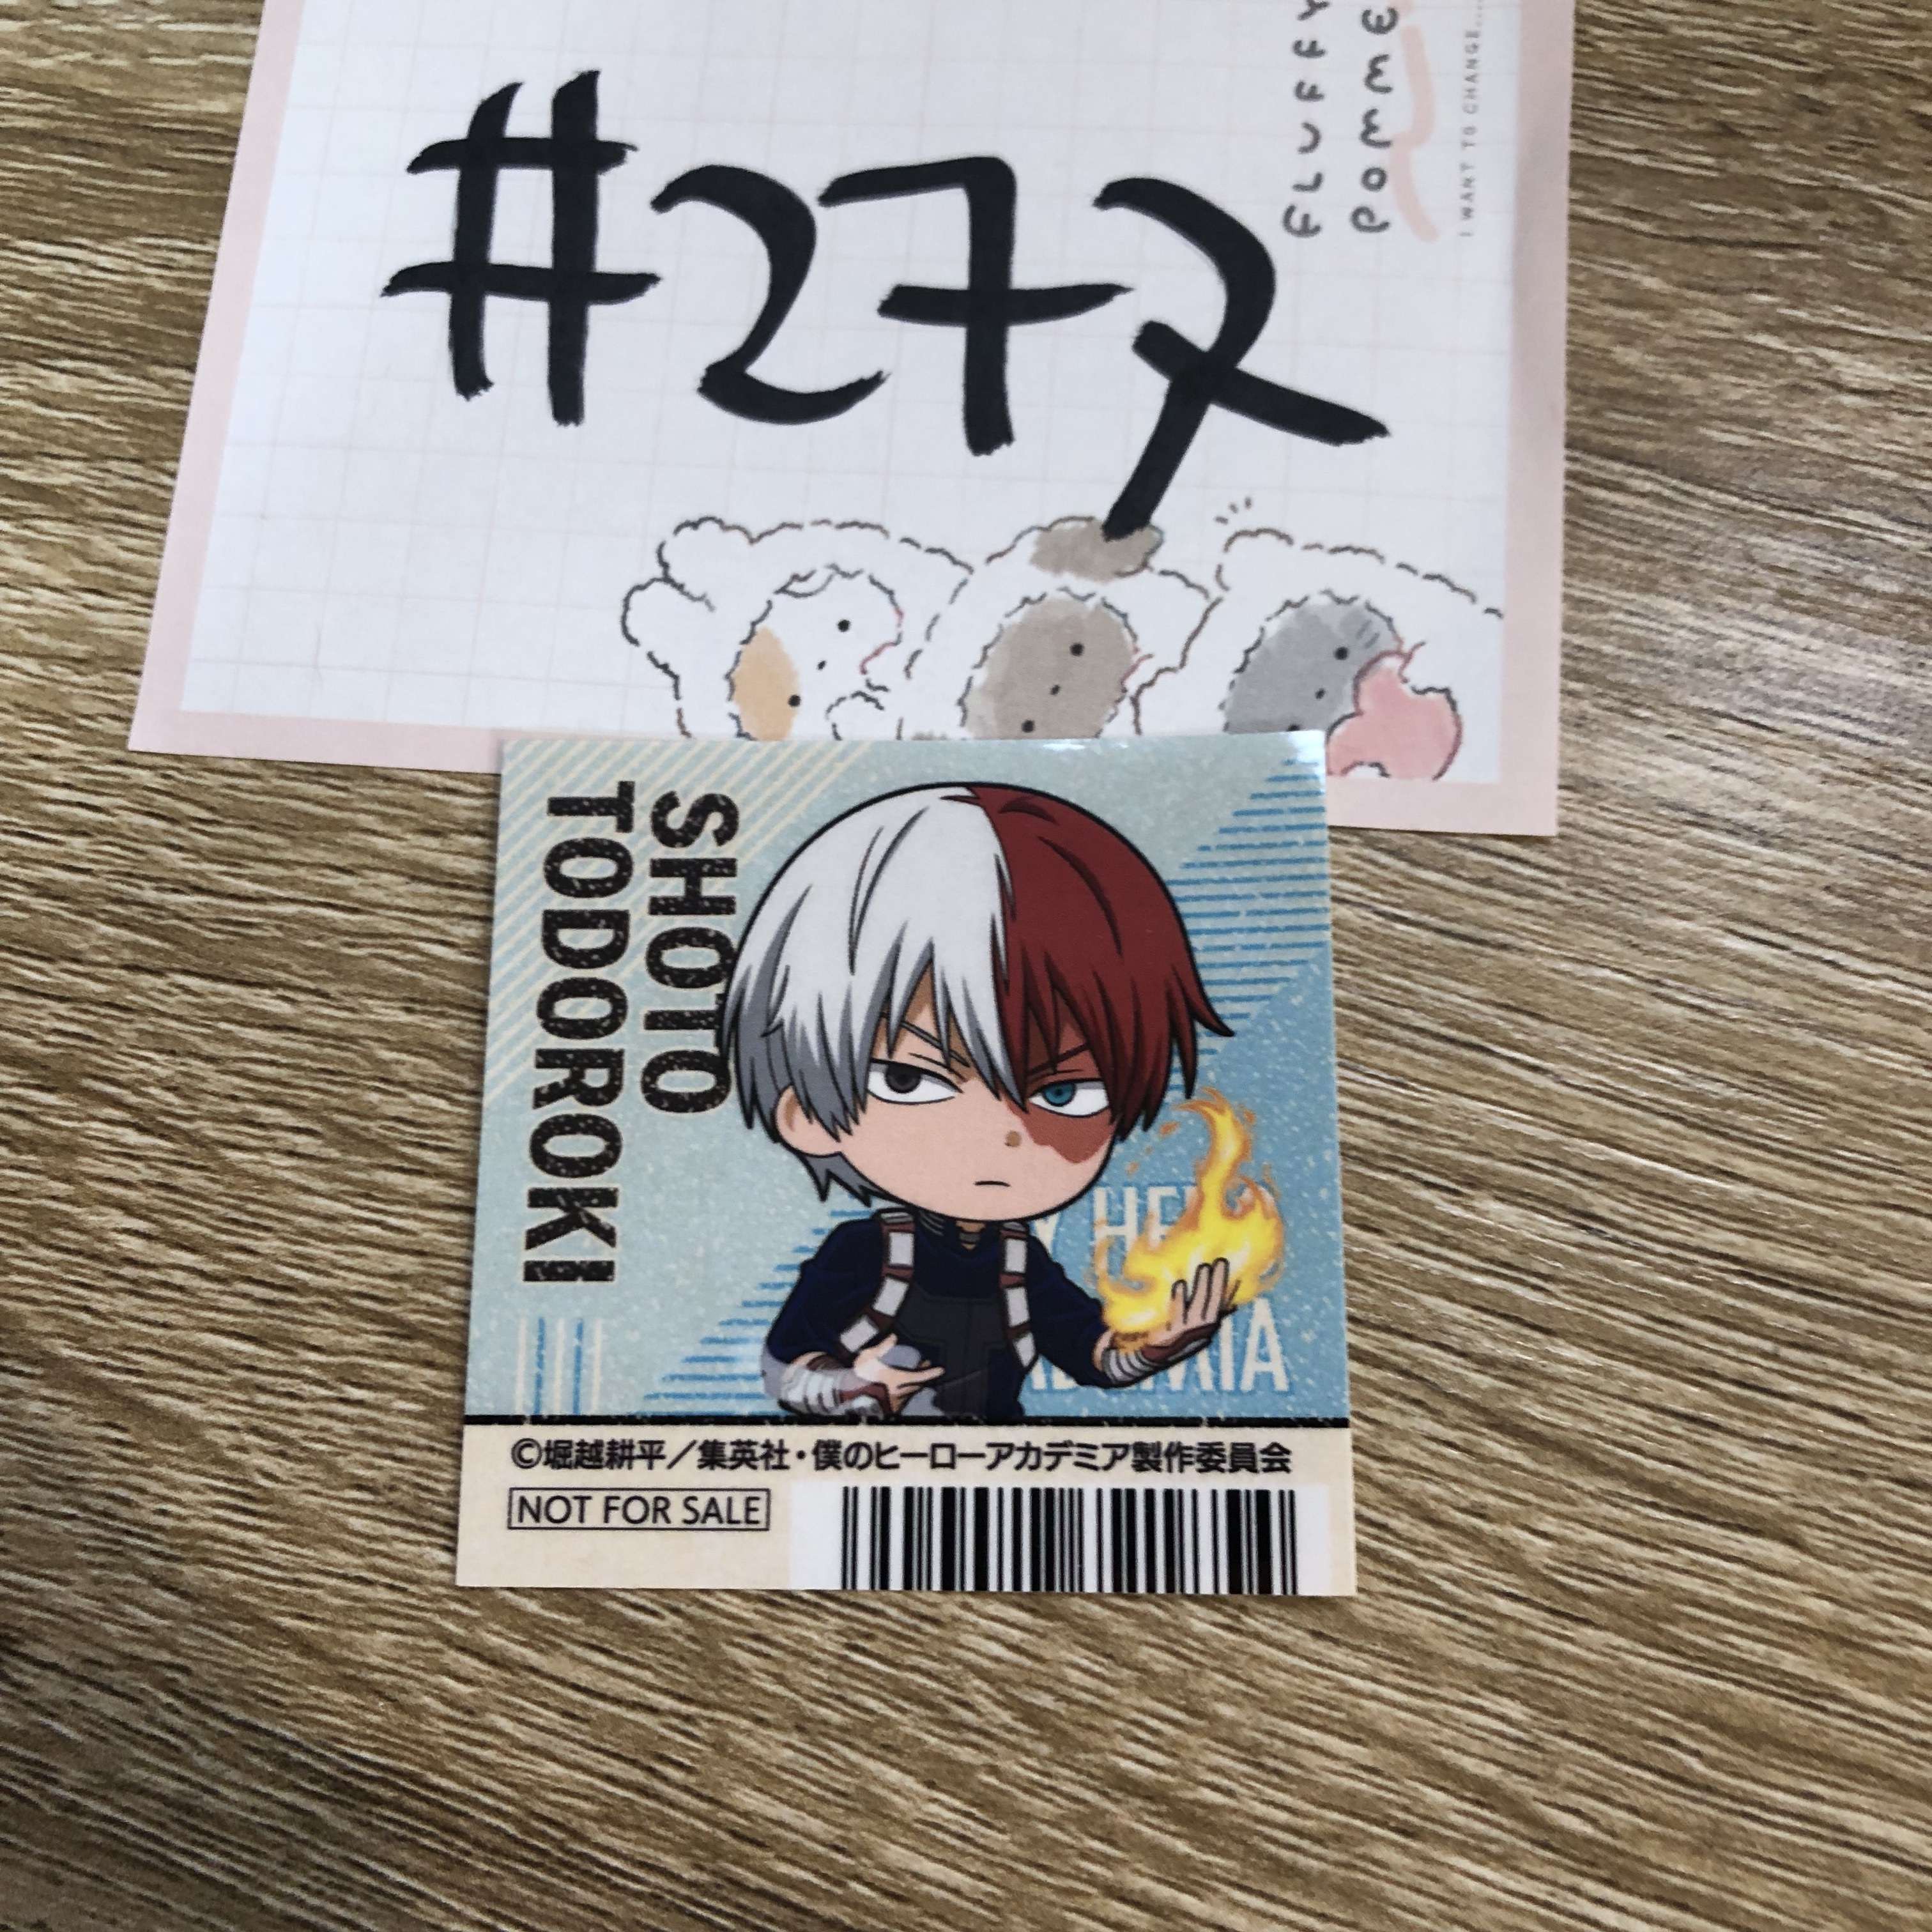 #277
FLUFFY
POMME
I WANT TO CHANGE....
SHOTO
TODOROKI
©堀越耕平／集英社・僕のヒーローアカデミア製作委員会
NOT FOR SALE